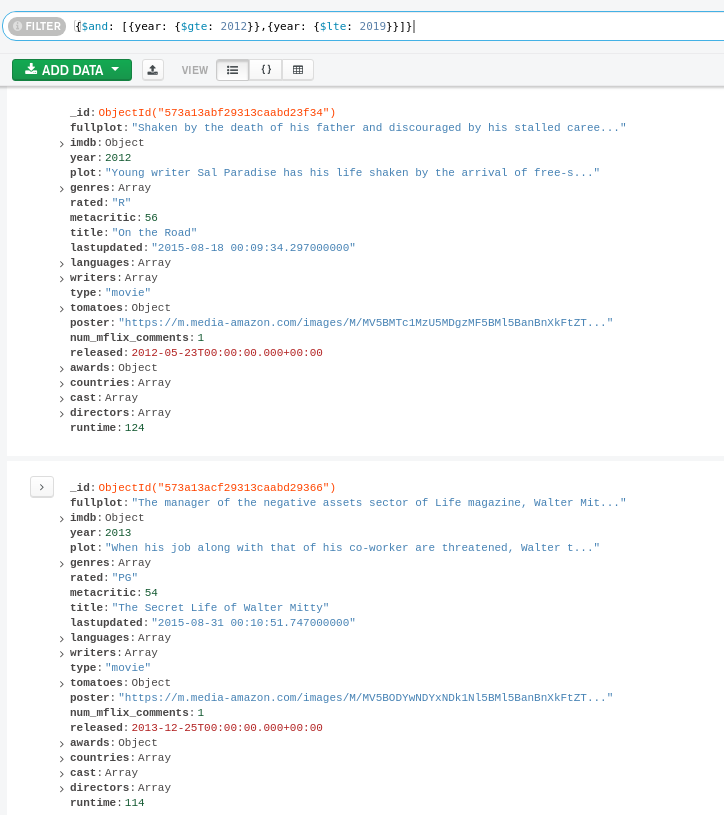 FILTER {$and: [{year: {$gte: 2012}},{year: {$lte: 2019}}]}
ADD DATA VIEW {}
_id: ObjectId("573a13abf29313caabd23f34")
fullplot: "Shaken by the death of his father and discouraged by his stalled caree..."
imdb: Object
year: 2012
plot: "Young writer Sal Paradise has his life shaken by the arrival of free-s..."
genres: Array
rated: "R"
metacritic: 56
title: "On the Road"
lastupdated: "2015-08-18 00:09:34.297000000"
languages: Array
writers: Array
type: "movie"
tomatoes: Object
poster: "https://m.media-amazon.com/images/M/MV5BMTc1MzU5MDgzMF5BMl5BanBnXkFtZT..."
num_mflix_comments: 1
released: 2012-05-23T00:00:00.000+00:00
awards: Object
countries: Array
cast: Array
directors: Array
runtime: 124
_id: ObjectId("573a13acf29313caabd29366")
fullplot: "The manager of the negative assets sector of Life magazine, Walter Mit..."
imdb: Object
year: 2013
plot: "When his job along with that of his co-worker are threatened, Walter t..."
genres: Array
rated: "PG"
metacritic: 54
title: "The Secret Life of Walter Mitty"
lastupdated: "2015-08-31 00:10:51.747000000"
languages: Array
writers: Array
type: "movie"
tomatoes: Object
poster: "https://m.media-amazon.com/images/M/MV5BODYwNDYxNDk1Nl5BMl5BanBnXkFtZT..."
num_mflix_comments: 1
released: 2013-12-25T00:00:00.000+00:00
awards: Object
countries: Array
cast: Array
directors: Array
runtime: 114